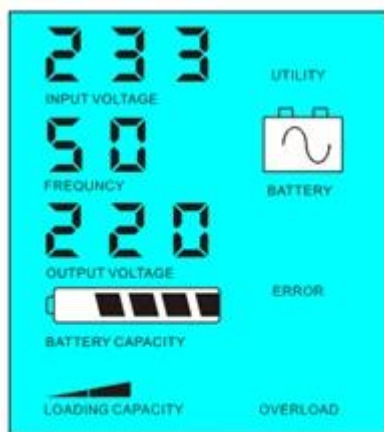 233
INPUT VOLTAGE
UTILITY
50
FREQUNCY
BATTERY
220
OUTPUT VOLTAGE
ERROR
BATTERY CAPACITY
LOADING CAPACITY
OVERLOAD